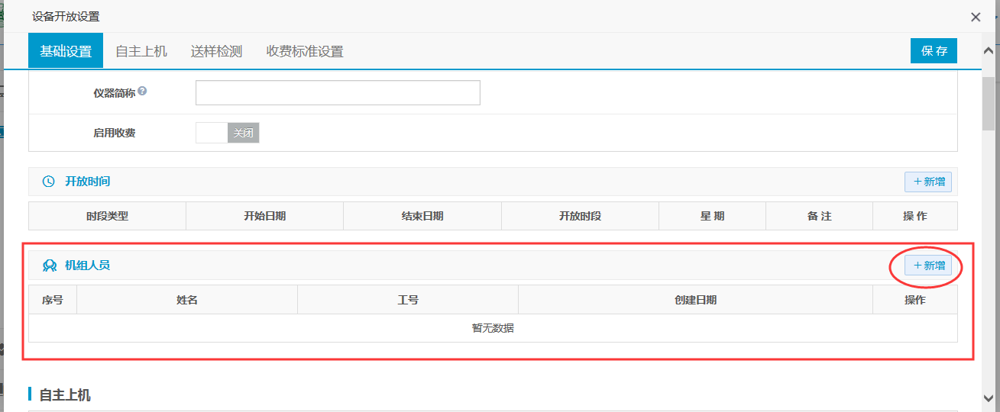 设备开放设置
基础设置 自主上机 送样检测 收费标准设置 保 存
仪器简称
启用收费 关闭
开放时间 +新增
时段类型 开始日期 结束日期 开放时段 星 期 备 注 操 作
机组人员 +新增
序号 姓名 工号 创建日期 操作
暂无数据
自主上机